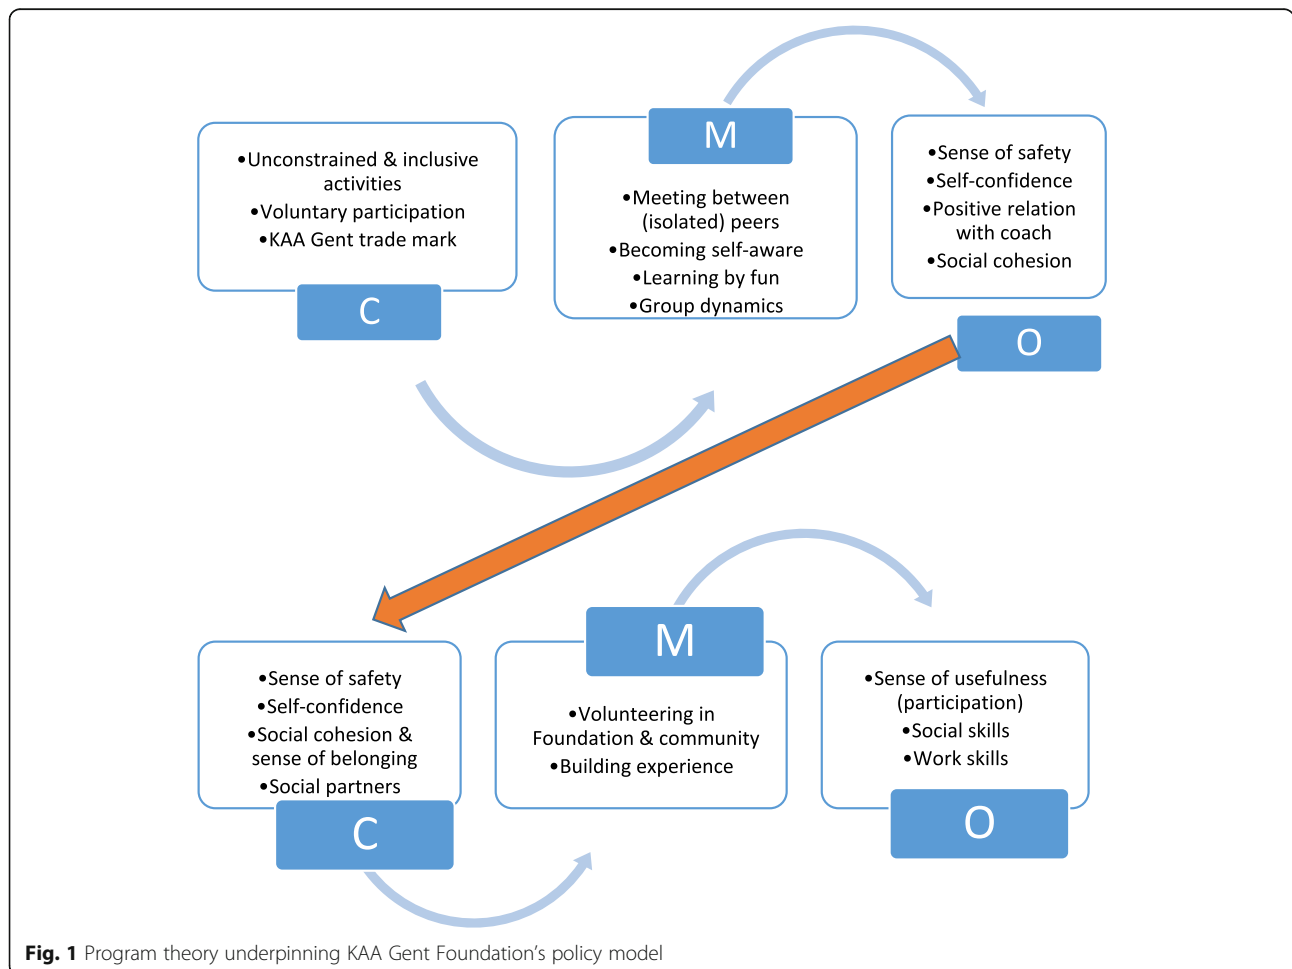 •Unconstrained & inclusive
activities
•Voluntary participation
•KAA Gent trade mark
C
M
•Meeting between
(isolated) peers
•Becoming self-aware
•Learning by fun
•Group dynamics
•Sense of safety
•Self-confidence
•Positive relation
with coach
•Social cohesion
O
•Sense of safety
•Self-confidence
•Social cohesion &
sense of belonging
•Social partners
C
M
•Volunteering in
Foundation & community
•Building experience
•Sense of usefulness
(participation)
•Social skills
•Work skills
O
Fig. 1 Program theory underpinning KAA Gent Foundation’s policy model